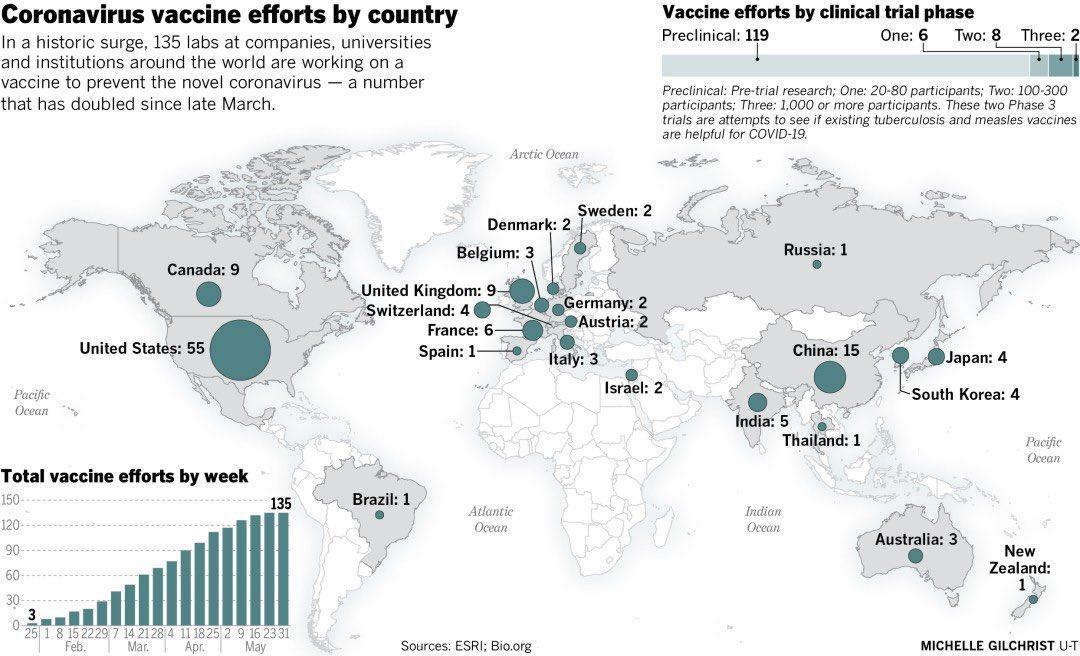 Coronavirus vaccine efforts by country
In a historic surge, 135 labs at companies, universities
and institutions around the world are working on a
vaccine to prevent the novel coronavirus — a number
that has doubled since late March.
Vaccine efforts by clinical trial phase
Preclinical: 119 One: 6 Two: 8 Three: 2
Preclinical: Pre-trial research; One: 20-80 participants; Two: 100-300
participants; Three: 1,000 or more participants. These two Phase 3
trials are attempts to see if existing tuberculosis and measles vaccines
are helpful for COVID-19.
Arctic Ocean
Sweden: 2
Denmark: 2
Belgium: 3
Russia: 1
Canada: 9
United Kingdom: 9
Germany: 2
Switzerland: 4
Austria: 2
France: 6
United States: 55
Spain: 1
Italy: 3
China: 15
Japan: 4
Israel: 2
South Korea: 4
Pacific
Ocean
India: 5
Thailand: 1
Pacific
Ocean
Brazil: 1
Atlantic
Ocean
Indian
Ocean
Australia: 3
New
Zealand:
1
Total vaccine efforts by week
150
135
120
90
60
30
3
0
25 1 8 15 22 29 7 14 21 28 4 11 18 25 2 9 16 23 31
Feb. Mar. Apr. May
Sources: ESRI; Bio.org
MICHELLE GILCHRIST U-T